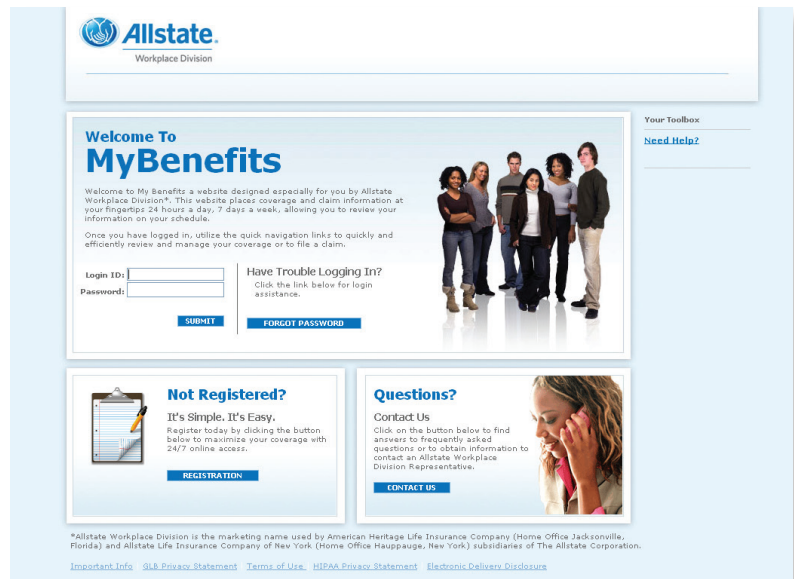 Allstate.
Workplace Division
Your Toolbox
Need Help?
Welcome To
MyBenefits
Welcome to My Benefits a website designed especially for you by Allstate
Workplace Division*. This website places coverage and claim information at
your fingertips 24 hours a day, 7 days a week, allowing you to review your
information on your schedule.
Once you have logged in, utilize the quick navigation links to quickly and
efficiently review and manage your coverage or to file a claim.
Login ID:
Password:
SUBMIT
Have Trouble Logging In?
Click the link below for login
assistance.
FORGOT PASSWORD
Not Registered?
It's Simple. It's Easy.
Register today by clicking the button
below to maximize your coverage with
24/7 online access.
REGISTRATION
Questions?
Contact Us
Click on the button below to find
answers to frequently asked
questions or to obtain information to
contact an Allstate Workplace
Division Representative.
CONTACT US
*Allstate Workplace Division is the marketing name used by American Heritage Life Insurance Company (Home Office Jacksonville,
Florida) and Allstate Life Insurance Company of New York (Home Office Hauppauge, New York) subsidiaries of The Allstate Corporation.
Important Info GLB Privacy Statement Terms of Use HIPAA Privacy Statement Electronic Delivery Disclosure